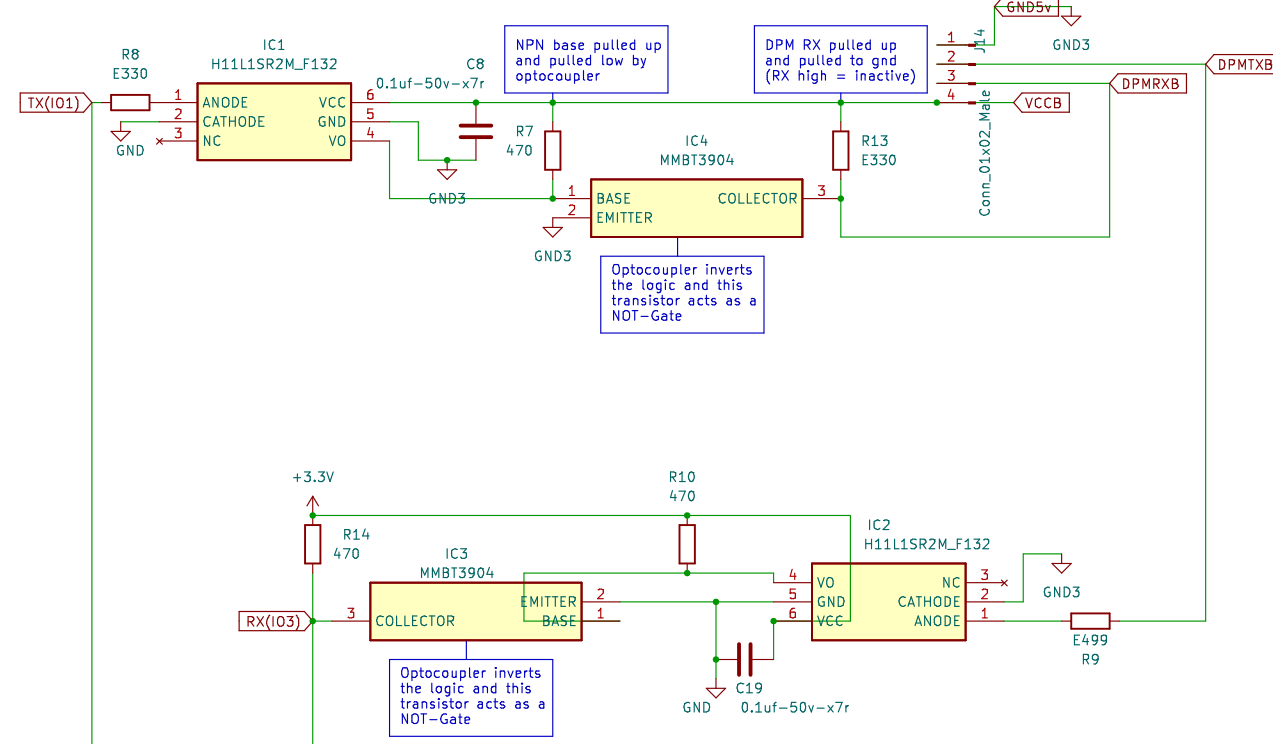 GND5v
GND3
J14
1
2
3
4
DPMTXB
DPMRXB
VCCB
Conn_01x02_Male
NPN base pulled up
and pulled low by
optocoupler
DPM RX pulled up
and pulled to gnd
(RX high = inactive)
R8
E330
IC1
H11L1SR2M_F132
C8
0.1uf-50v-x7r
TX(IO1)
1
2
3
ANODE
CATHODE
NC
VCC
GND
VO
6
5
4
GND
GND3
R7
470
IC4
MMBT3904
R13
E330
1
2
BASE
EMITTER
COLLECTOR
3
GND3
Optocoupler inverts
the logic and this
transistor acts as a
NOT-Gate
+3.3V
R14
470
R10
470
IC3
MMBT3904
IC2
H11L1SR2M_F132
RX(IO3)
3
COLLECTOR
EMITTER
BASE
2
1
4
5
6
VO
GND
VCC
NC
CATHODE
ANODE
3
2
1
GND3
E499
R9
Optocoupler inverts
the logic and this
transistor acts as a
NOT-Gate
C19
GND
0.1uf-50v-x7r